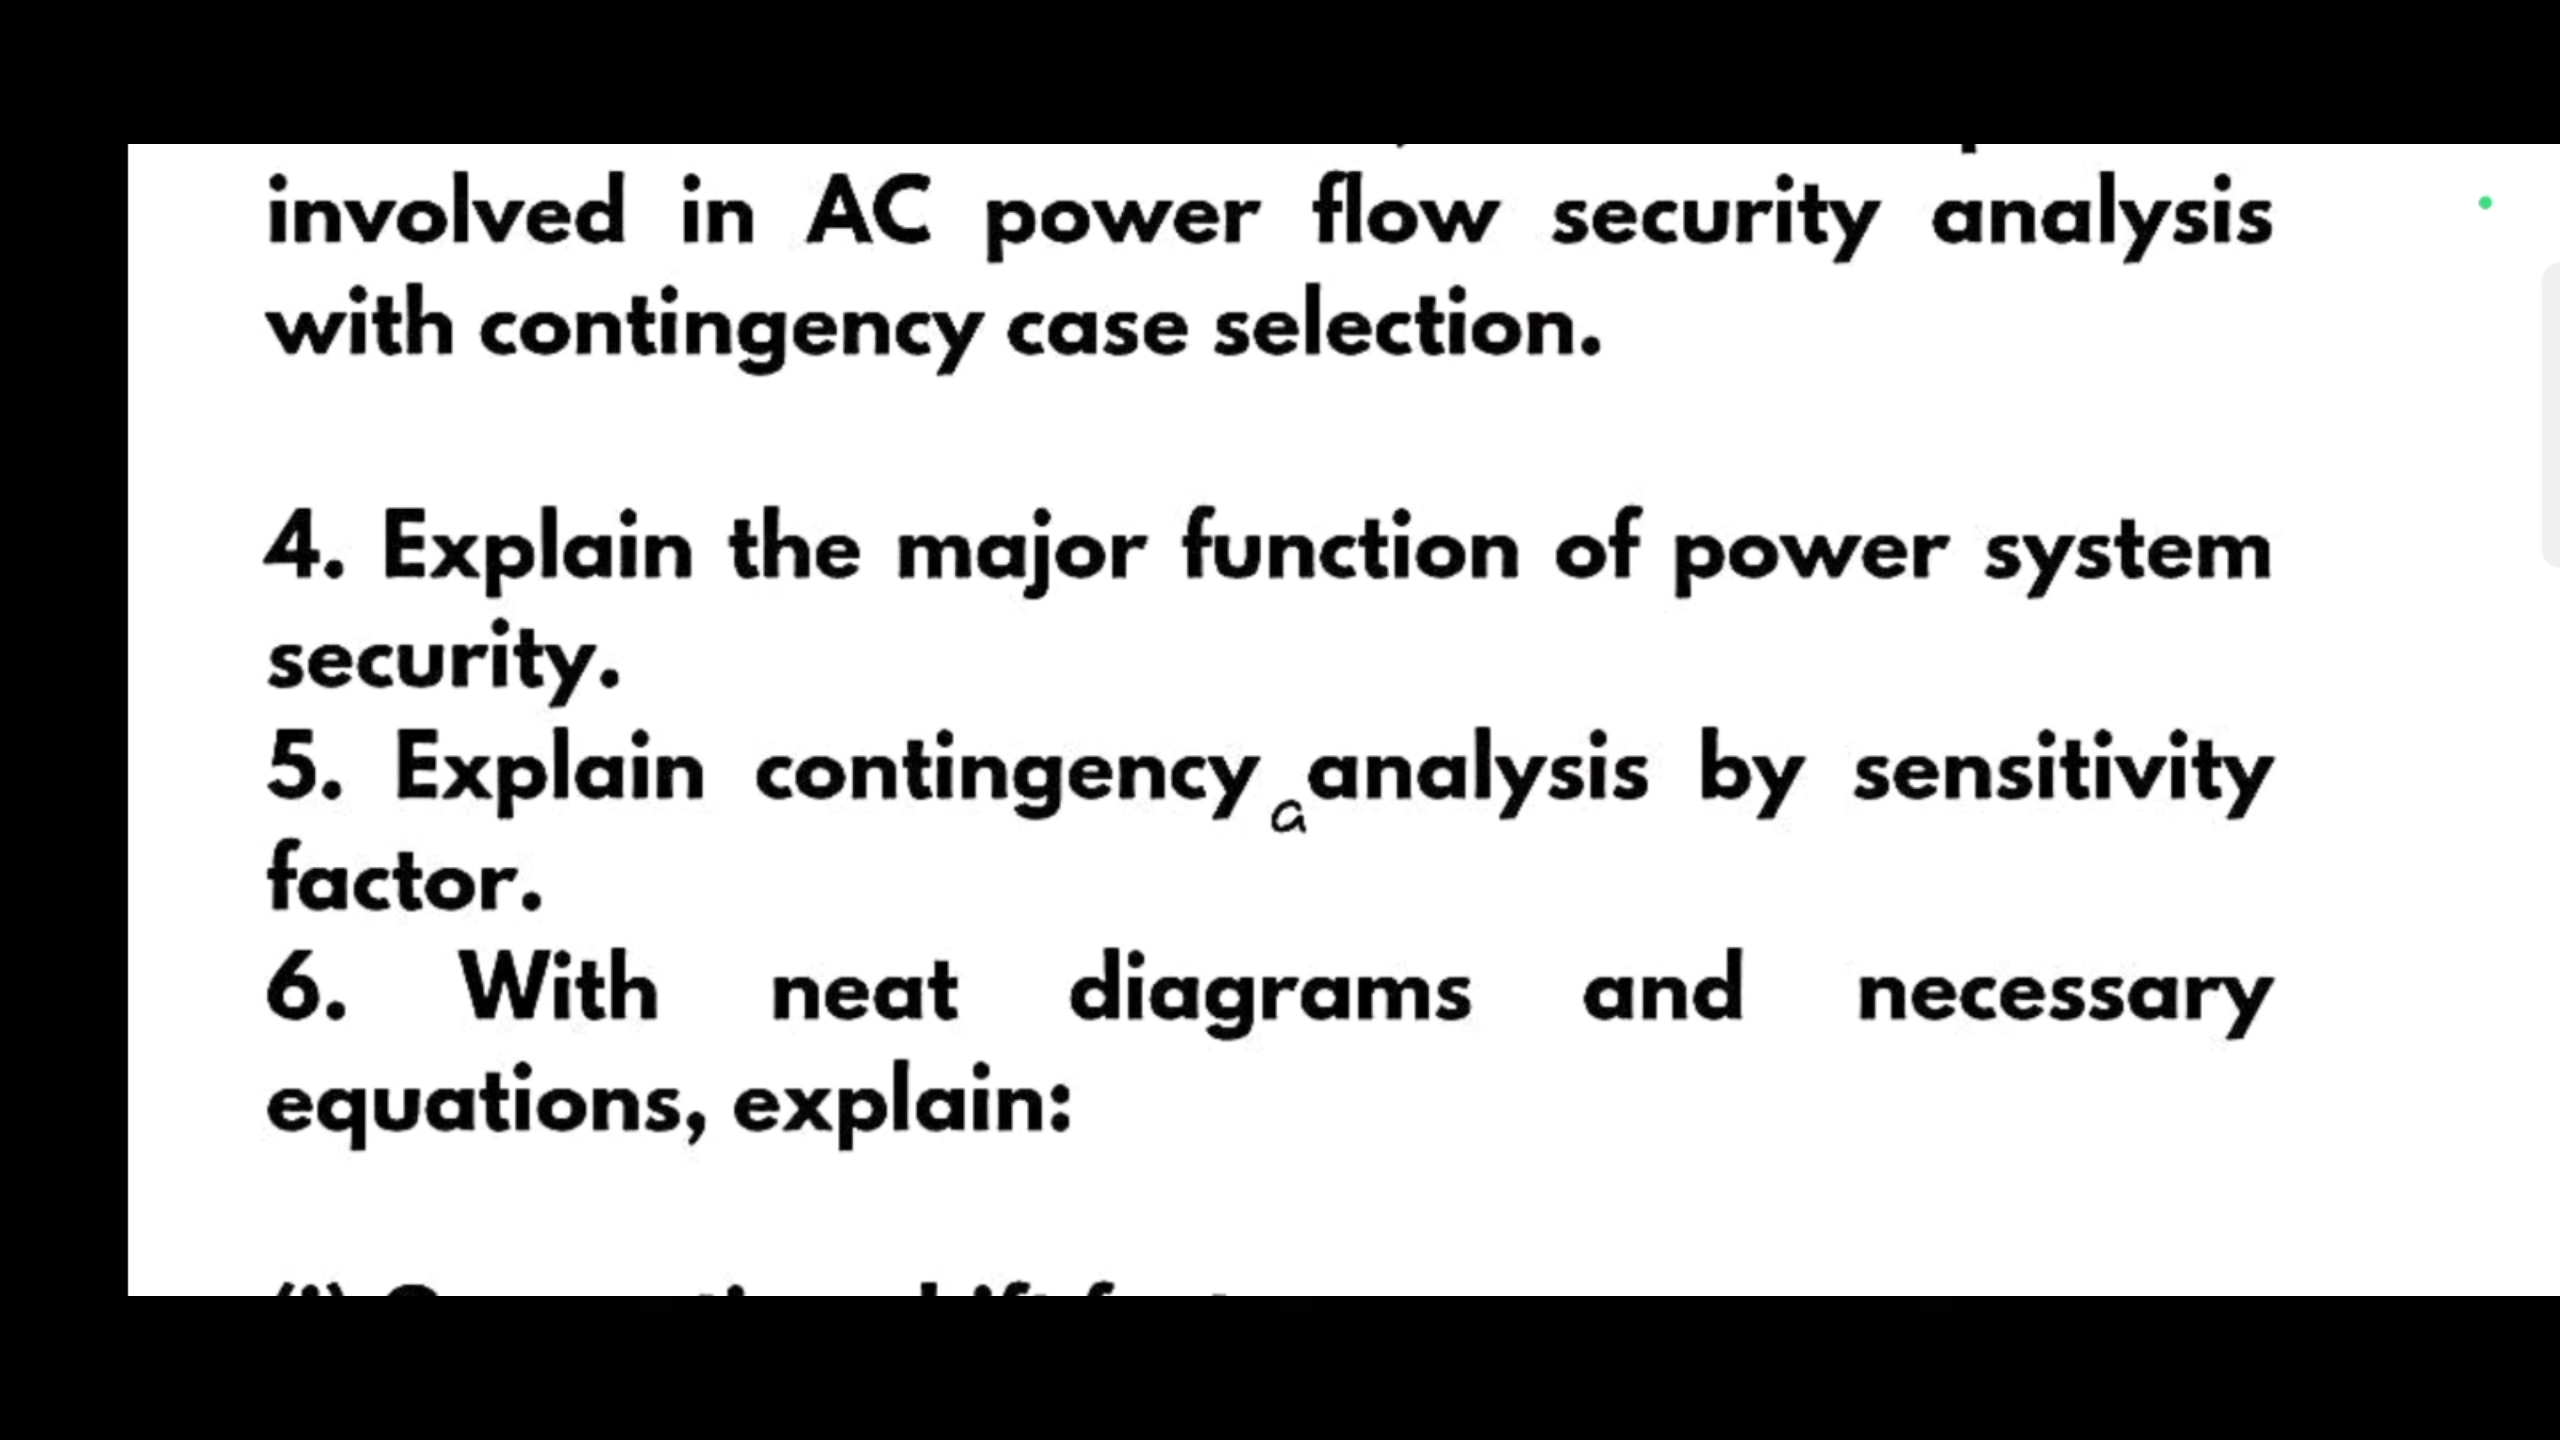 involved in AC power flow security analysis
with contingency case selection.
4. Explain the major function of power system
security.
5. Explain contingency analysis by sensitivity
a
factor.
6. With neat diagrams and necessary
equations, explain: